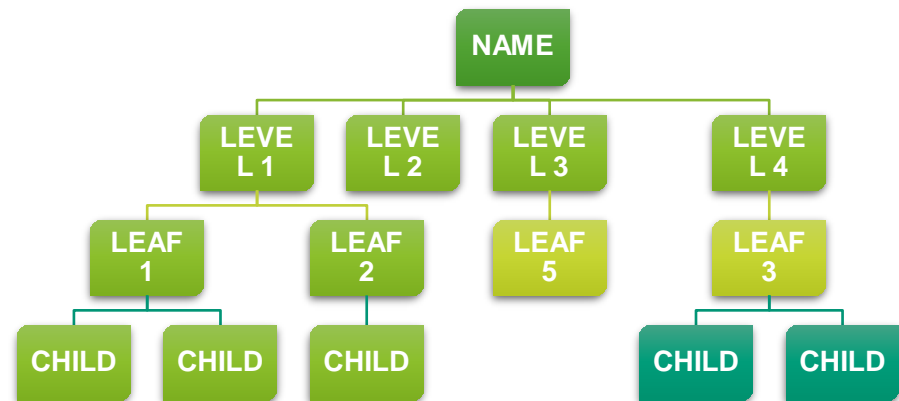 NAME
LEVE
L 1
LEVE
L 2
LEVE
L 3
LEVE
L 4
LEAF
1
LEAF
2
LEAF
5
LEAF
3
CHILD
CHILD
CHILD
CHILD
CHILD